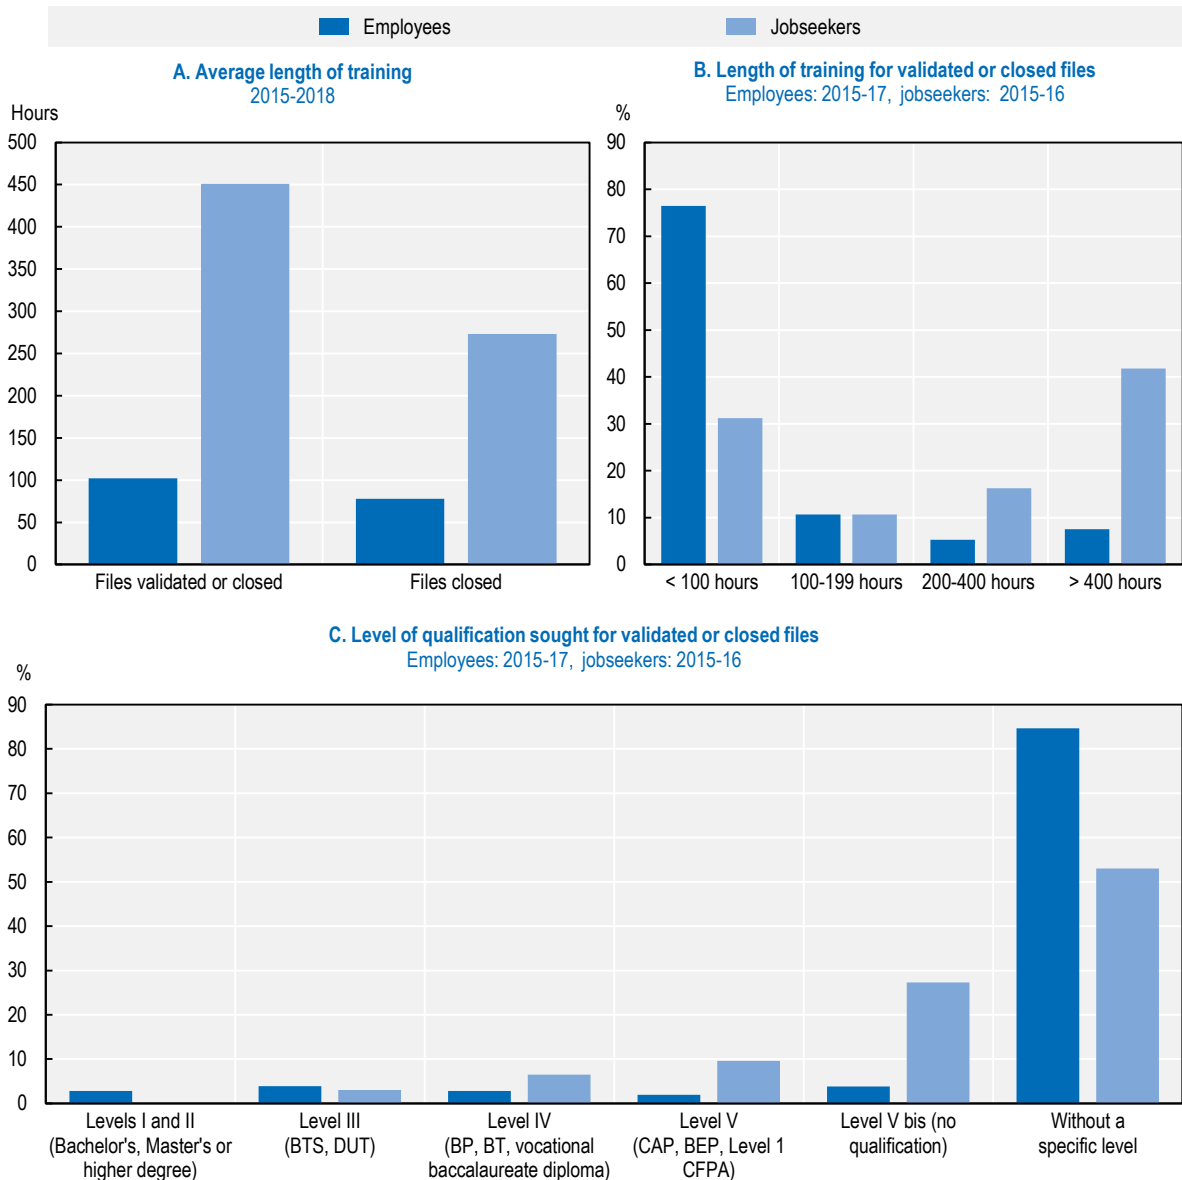 Employees
Jobseekers
A. Average length of training
2015-2018
Hours
500
450
400
350
300
250
200
150
100
50
0
Files validated or closed
Files closed
B. Length of training for validated or closed files
Employees: 2015-17, jobseekers: 2015-16
%
90
80
70
60
50
40
30
20
10
0
< 100 hours
100-199 hours
200-400 hours
> 400 hours
C. Level of qualification sought for validated or closed files
Employees: 2015-17, jobseekers: 2015-16
%
90
80
70
60
50
40
30
20
10
0
Levels I and II
(Bachelor's, Master's or
higher degree)
Level III
(BTS, DUT)
Level IV
(BP, BT, vocational
baccalaureate diploma)
Level V
(CAP, BEP, Level 1
CFPA)
Level V bis (no
qualification)
Without a
specific level